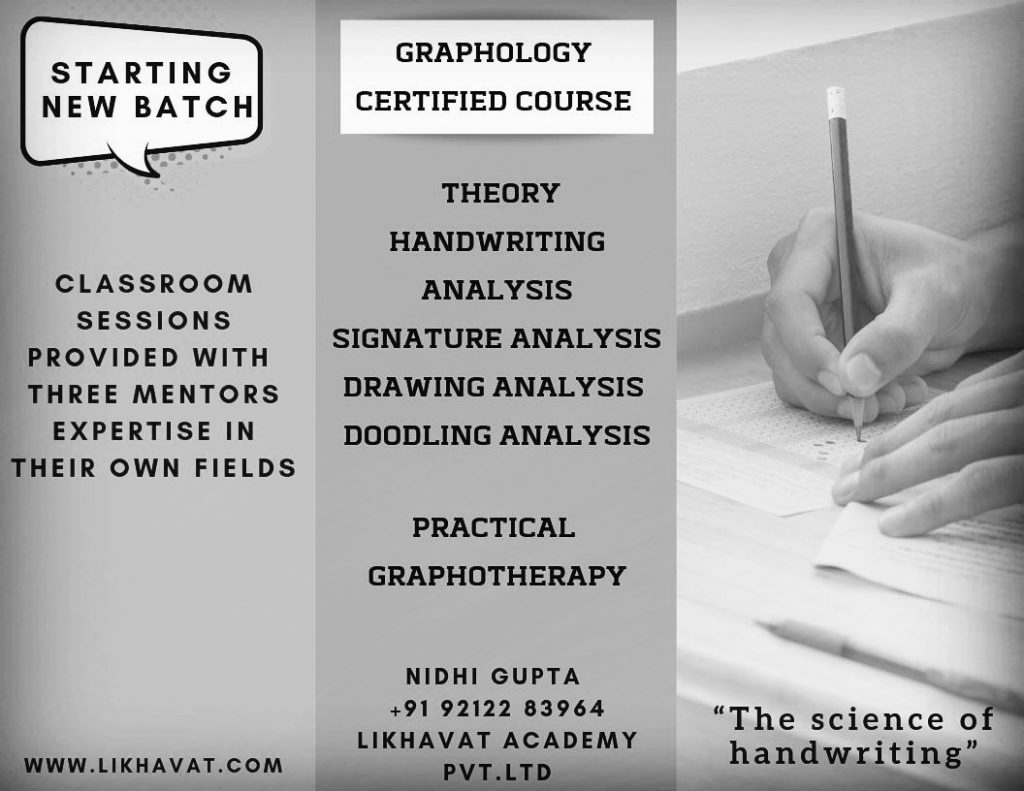 STARTING
NEW BATCH
CLASSROOM
SESSIONS
PROVIDED WITH
THREE MENTORS
EXPERTISE IN
THEIR OWN FIELDS
WWW.LIKHAVAT.COM
GRAPHOLOGY
CERTIFIED COURSE
THEORY
HANDWRITING
ANALYSIS
SIGNATURE ANALYSIS
DRAWING ANALYSIS
DOODLING ANALYSIS
PRACTICAL
GRAPHOTHERAPY
NIDHI GUPTA
+91 92122 83964
LIKHAVAT ACADEMY
PVT.LTD
“The science of
handwriting”